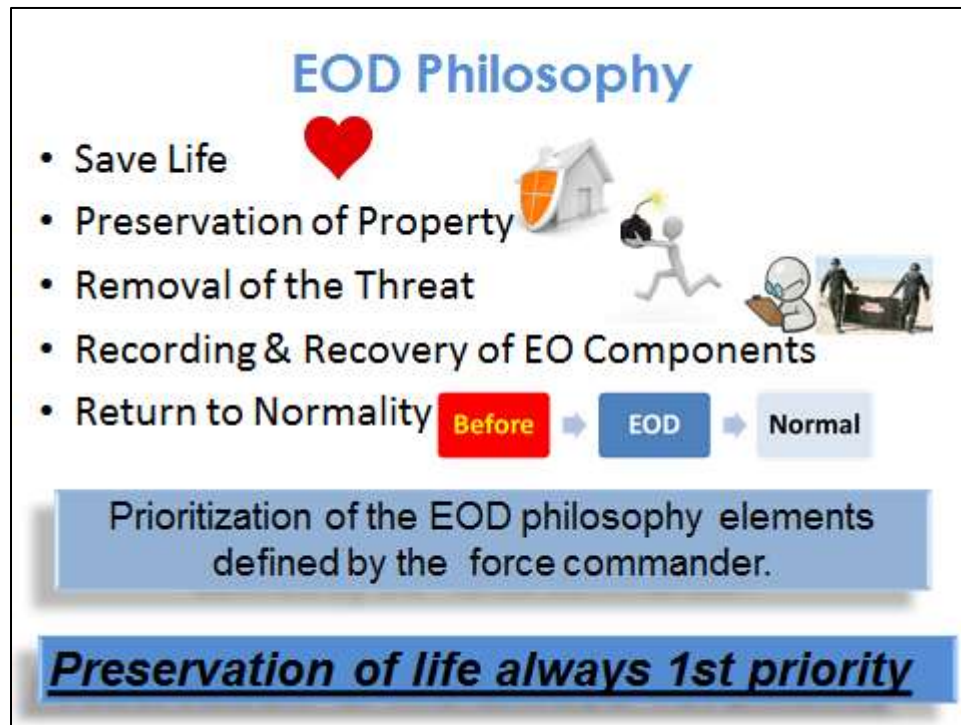 EOD Philosophy
• Save Life
• Preservation of Property
• Removal of the Threat
• Recording & Recovery of EO Components
• Return to Normality
Before
EOD
Normal
Prioritization of the EOD philosophy elements
defined by the force commander.
Preservation of life always 1st priority